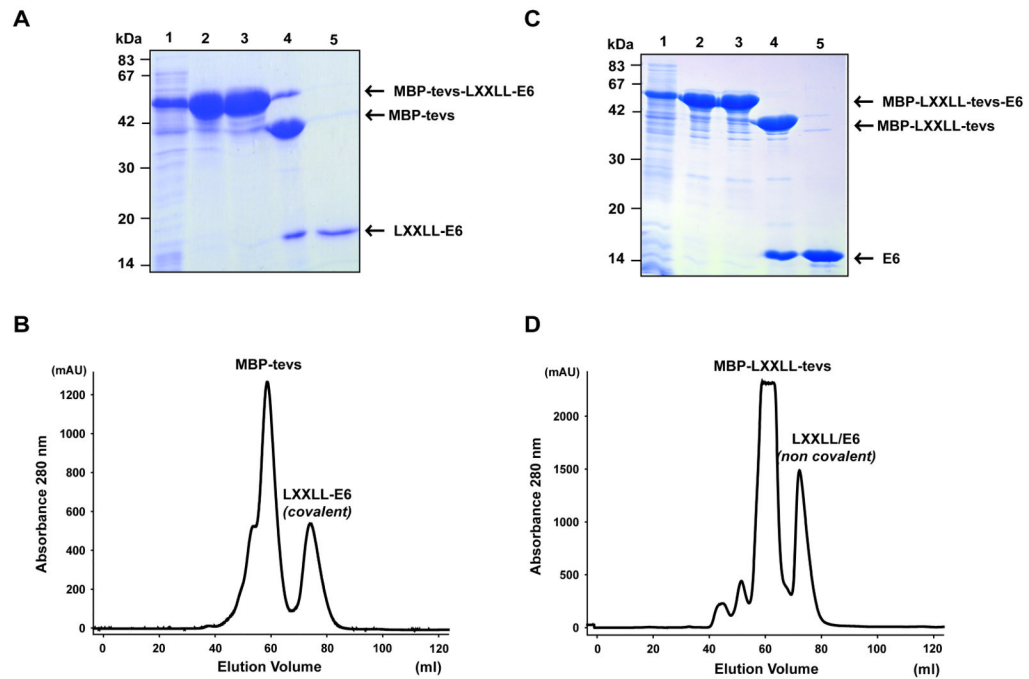 A
kDa 1 2 3 4 5
83
67
42
30
20
14
MBP-tevs-LXXLL-E6
MBP-tevs
LXXLL-E6
C
kDa 1 2 3 4 5
83
67
42
30
20
14
MBP-LXXLL-tevs-E6
MBP-LXXLL-tevs
E6
B
MBP-tevs
(mAU)
1200
1000
800
600
400
200
0
Absorbance 280 nm
LXXLL-E6
(covalent)
0 20 40 60 80 100 120
Elution Volume (ml)
D
MBP-LXXLL-tevs
(mAU)
2000
1500
1000
500
0
Absorbance 280 nm
LXXLL/E6
(non covalent)
0 20 40 60 80 100 120
Elution Volume (ml)